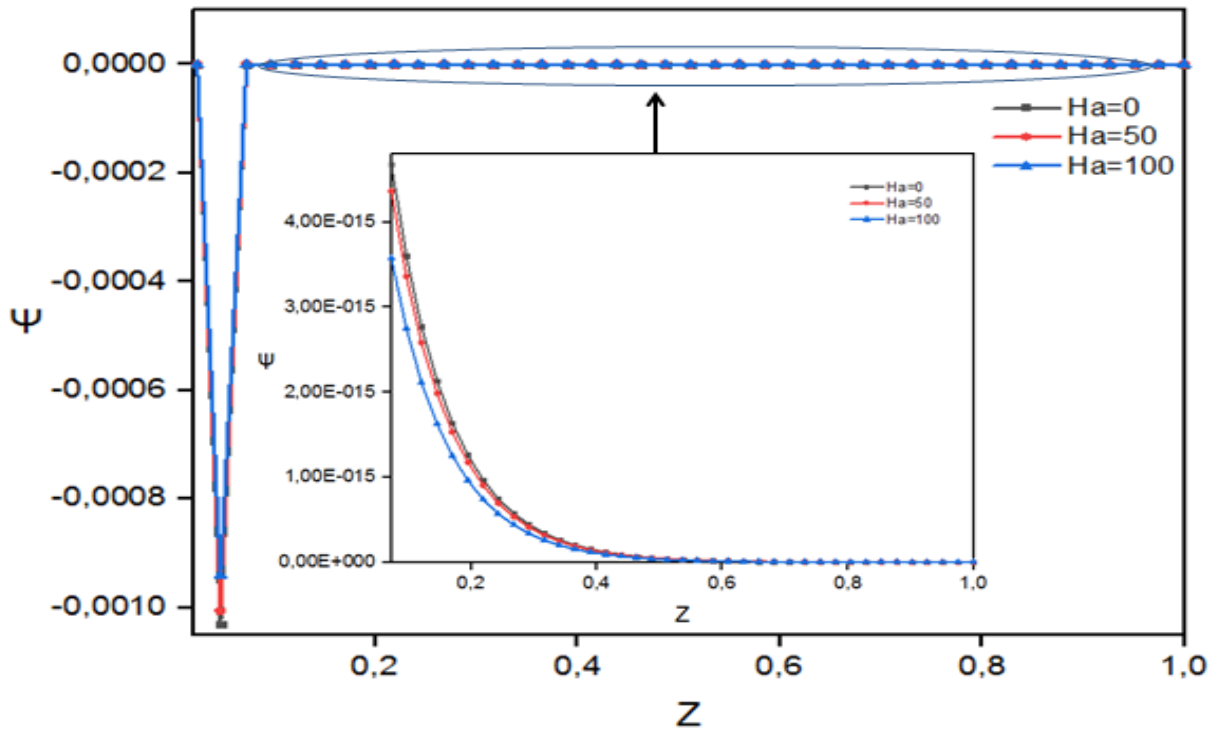 0,0000
-0,0002
-0,0004
-0,0006
-0,0008
-0,0010
Ψ
0,2
0,4
0,6
0,8
1,0
Z
Ha=0
Ha=50
Ha=100
4,00E-015
3,00E-015
2,00E-015
1,00E-015
0,00E+000
Ψ
0,2
0,4
0,6
0,8
1,0
Z
Ha=0
Ha=50
Ha=100